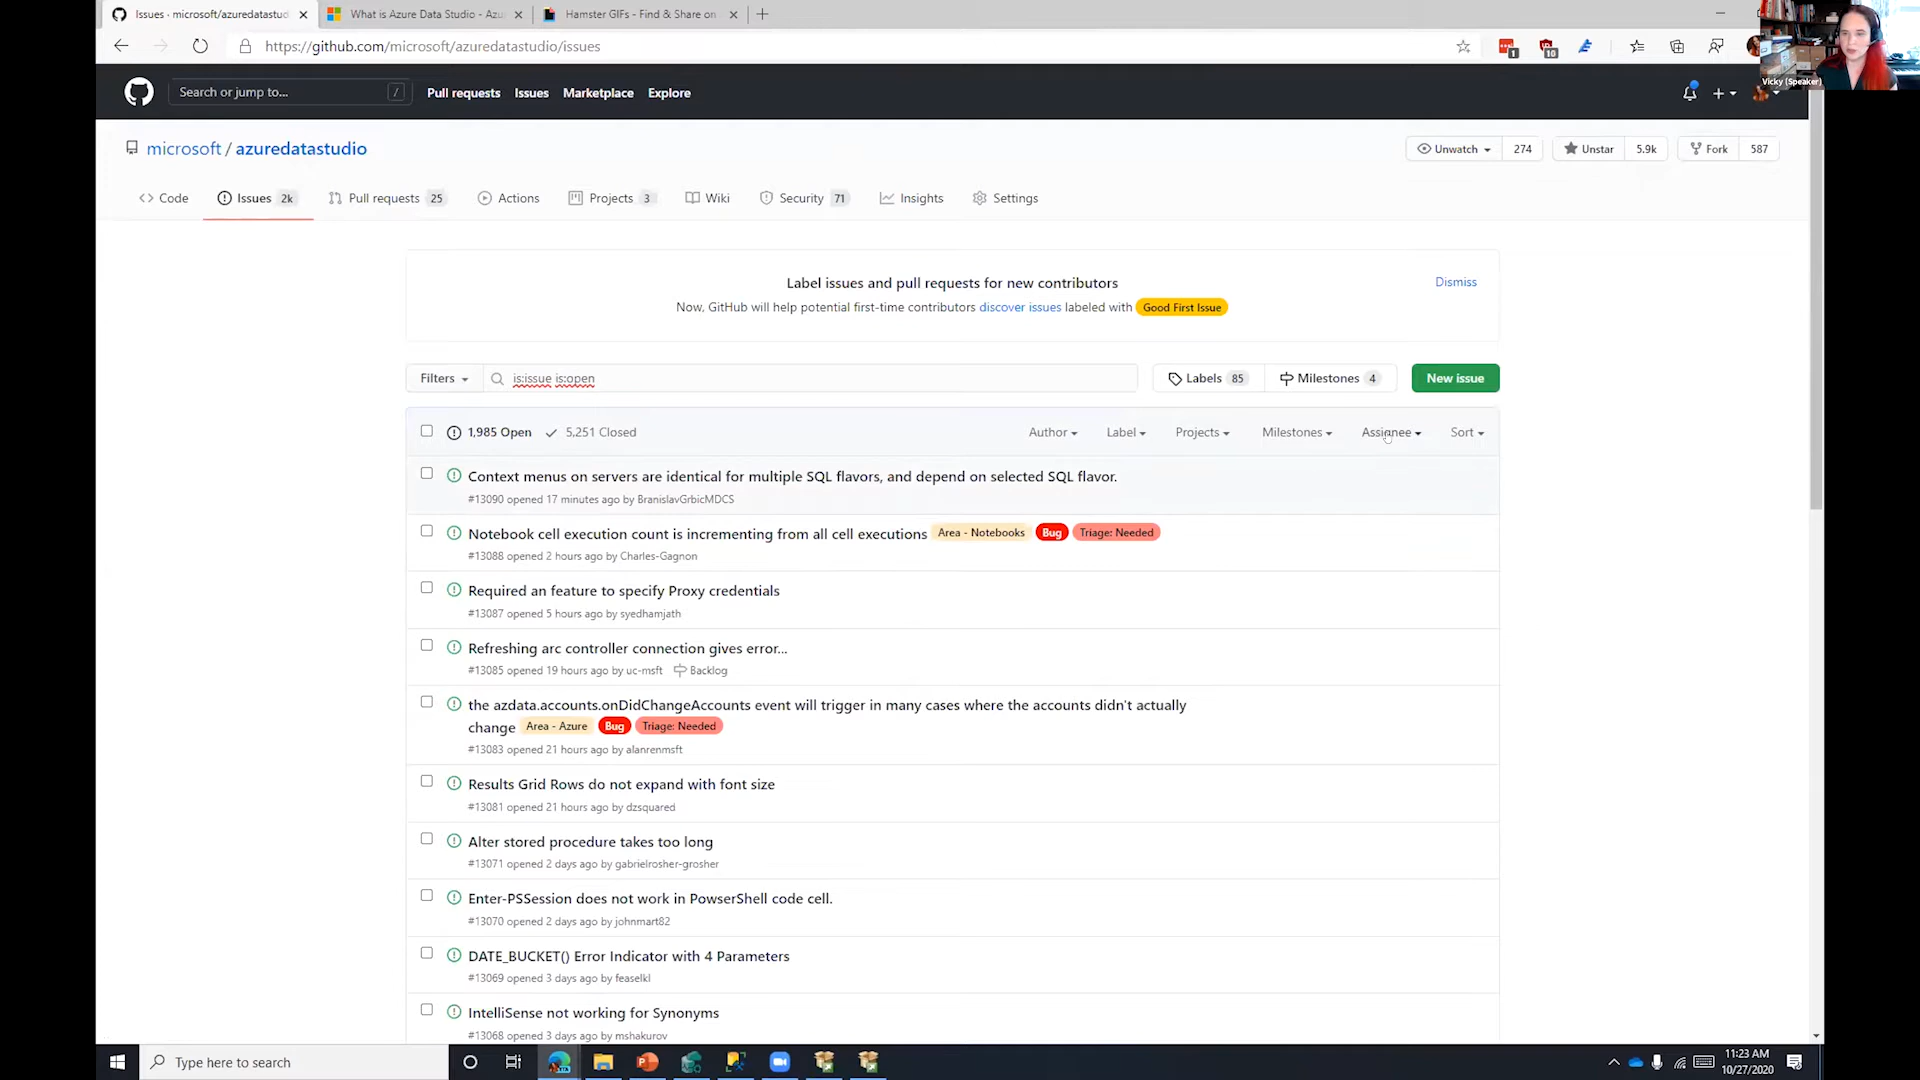 Issues · microsoft/azuredatastudi
What is Azure Data Studio - Azu
Hamster GIFs - Find & Share on
https://github.com/microsoft/azuredatastudio/issues
1
10
Vicky (Speaker)
Search or jump to...
/
Pull requests
Issues
Marketplace
Explore
microsoft / azuredatastudio
Unwatch 274
Unstar 5.9k
Fork 587
Code
Issues 2k
Pull requests 25
Actions
Projects 3
Wiki
Security 71
Insights
Settings
Label issues and pull requests for new contributors
Dismiss
Now, GitHub will help potential first-time contributors discover issues labeled with Good First Issue
Filters
is:issue is:open
Labels 85
Milestones 4
New issue
1,985 Open
5,251 Closed
Author
Label
Projects
Milestones
Assignee
Sort
Context menus on servers are identical for multiple SQL flavors, and depend on selected SQL flavor.
#13090 opened 17 minutes ago by BranislavGrbicMDCS
Notebook cell execution count is incrementing from all cell executions Area - Notebooks Bug Triage: Needed
#13088 opened 2 hours ago by Charles-Gagnon
Required an feature to specify Proxy credentials
#13087 opened 5 hours ago by syedhamjath
Refreshing arc controller connection gives error...
#13085 opened 19 hours ago by uc-msft Backlog
the azdata.accounts.onDidChangeAccounts event will trigger in many cases where the accounts didn't actually
change Area - Azure Bug Triage: Needed
#13083 opened 21 hours ago by alanrenmsft
Results Grid Rows do not expand with font size
#13081 opened 21 hours ago by dzsquared
Alter stored procedure takes too long
#13071 opened 2 days ago by gabrielrosher-grosher
Enter-PSSession does not work in PowserShell code cell.
#13070 opened 2 days ago by johnmart82
DATE_BUCKET() Error Indicator with 4 Parameters
#13069 opened 3 days ago by feaselkl
IntelliSense not working for Synonyms
#13068 opened 3 days ago by mshakurov
Type here to search
11:23 AM
10/27/2020